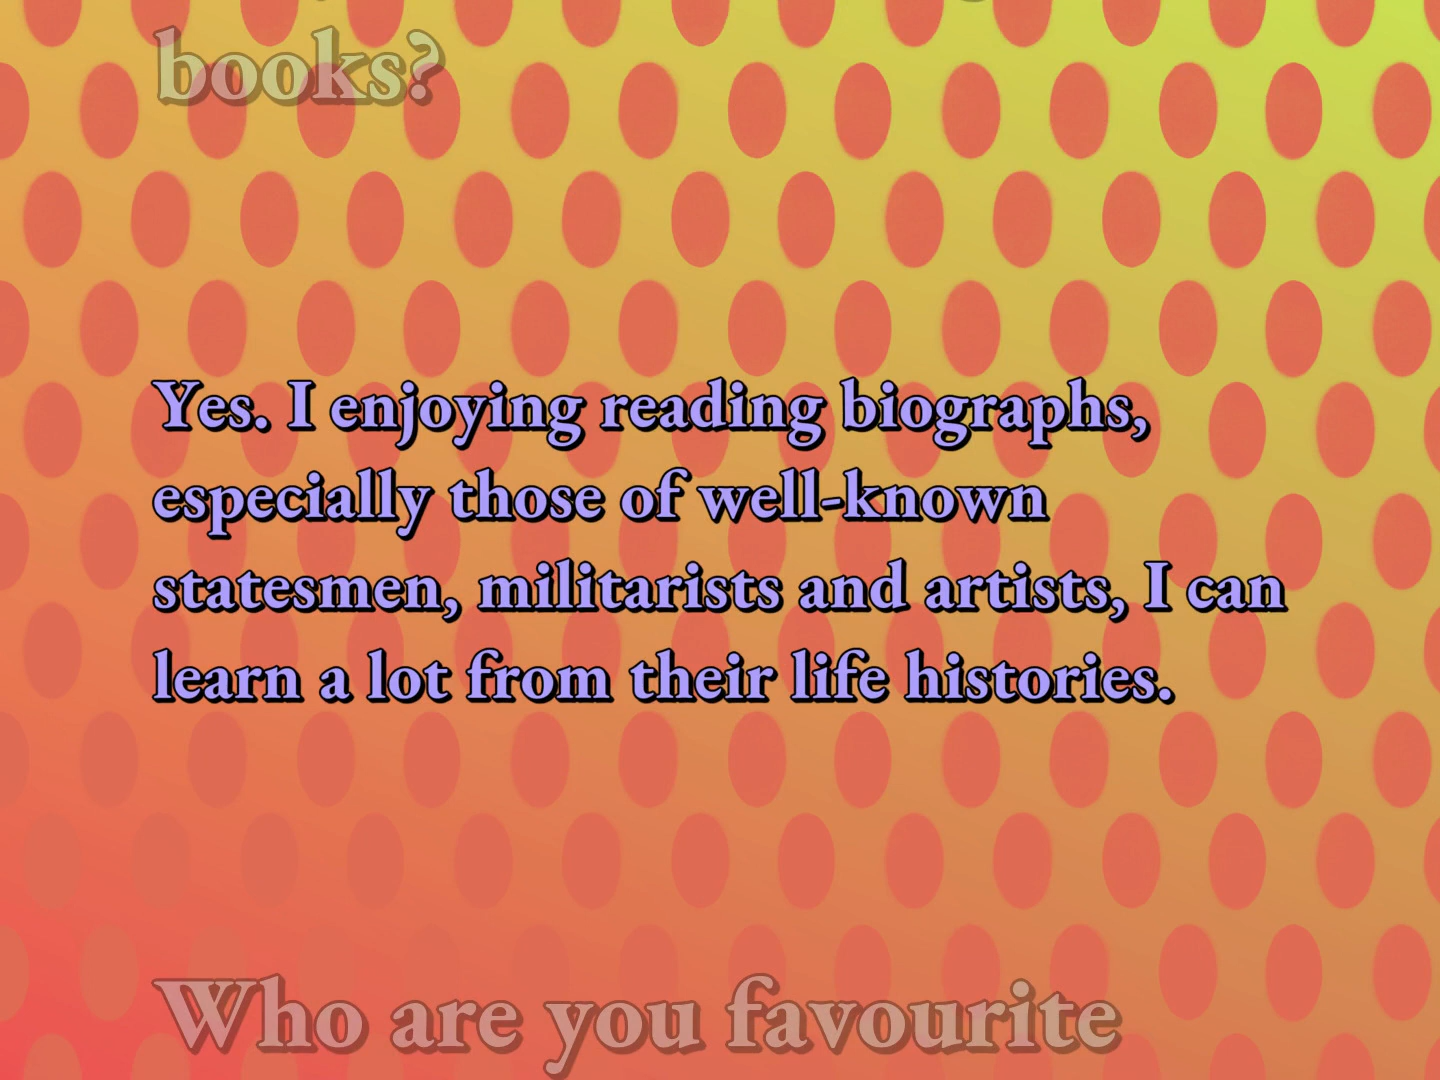 books?
Yes. I enjoying reading biographs,
especially those of well-known
statesmen, militarists and artists, I can
learn a lot from their life histories.
Who are you favourite